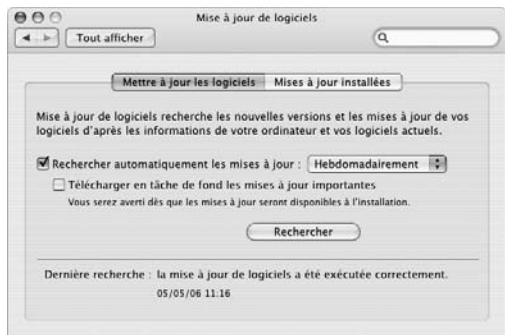 Mise à jour de logiciels
Tout afficher
Mettre à jour les logiciels
Mises à jour installées
Mise à jour de logiciels recherche les nouvelles versions et les mises à jour de vos
logiciels d'après les informations de votre ordinateur et vos logiciels actuels.
Rechercher automatiquement les mises à jour : Hebdomadairement
Télécharger en tâche de fond les mises à jour importantes
Vous serez averti dès que les mises à jour seront disponibles à l'installation.
Rechercher
Dernière recherche : la mise à jour de logiciels a été exécutée correctement.
05/05/06 11:16